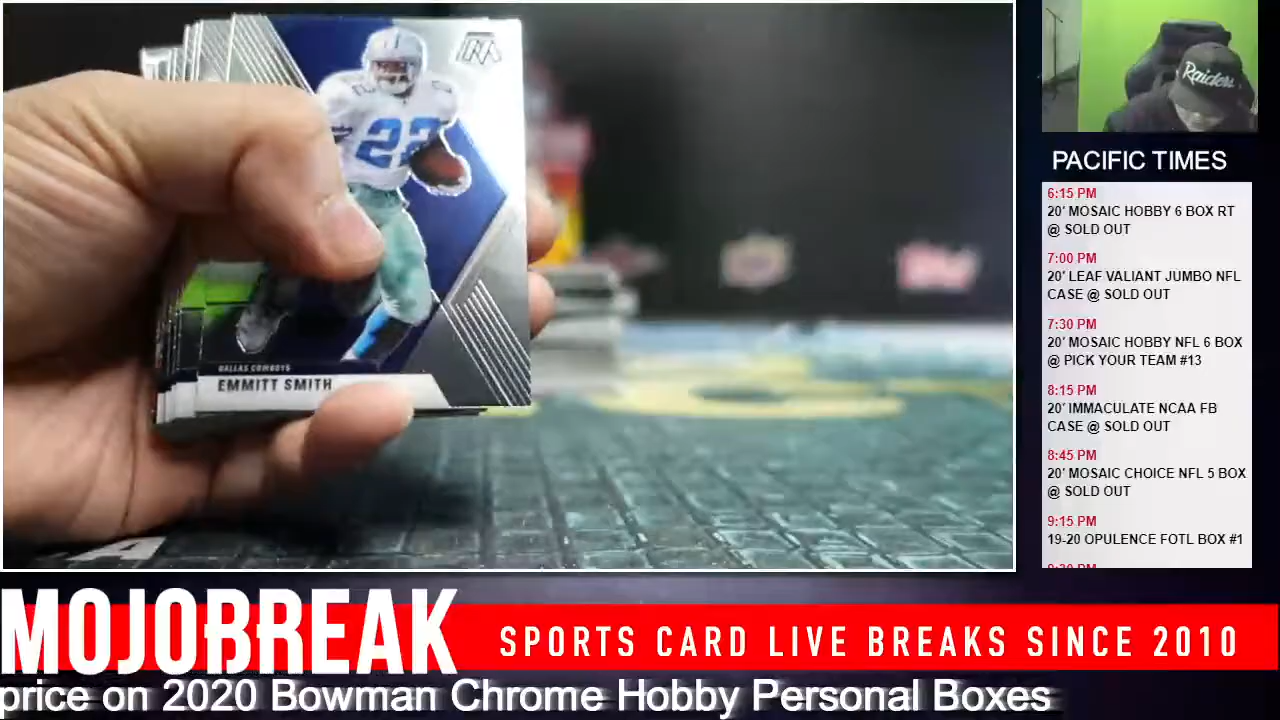 22
DALLAS COWBOYS
EMMITT SMITH
Raiders
PACIFIC TIMES
6:15 PM
20' MOSAIC HOBBY 6 BOX RT
@ SOLD OUT
7:00 PM
20' LEAF VALIANT JUMBO NFL
CASE @ SOLD OUT
7:30 PM
20' MOSAIC HOBBY NFL 6 BOX
@ PICK YOUR TEAM #13
8:15 PM
20' IMMACULATE NCAA FB
CASE @ SOLD OUT
8:45 PM
20' MOSAIC CHOICE NFL 5 BOX
@ SOLD OUT
9:15 PM
19-20 OPULENCE FOTL BOX #1
MOJOBREAK
SPORTS CARD LIVE BREAKS SINCE 2010
price on 2020 Bowman Chrome Hobby Personal Boxes